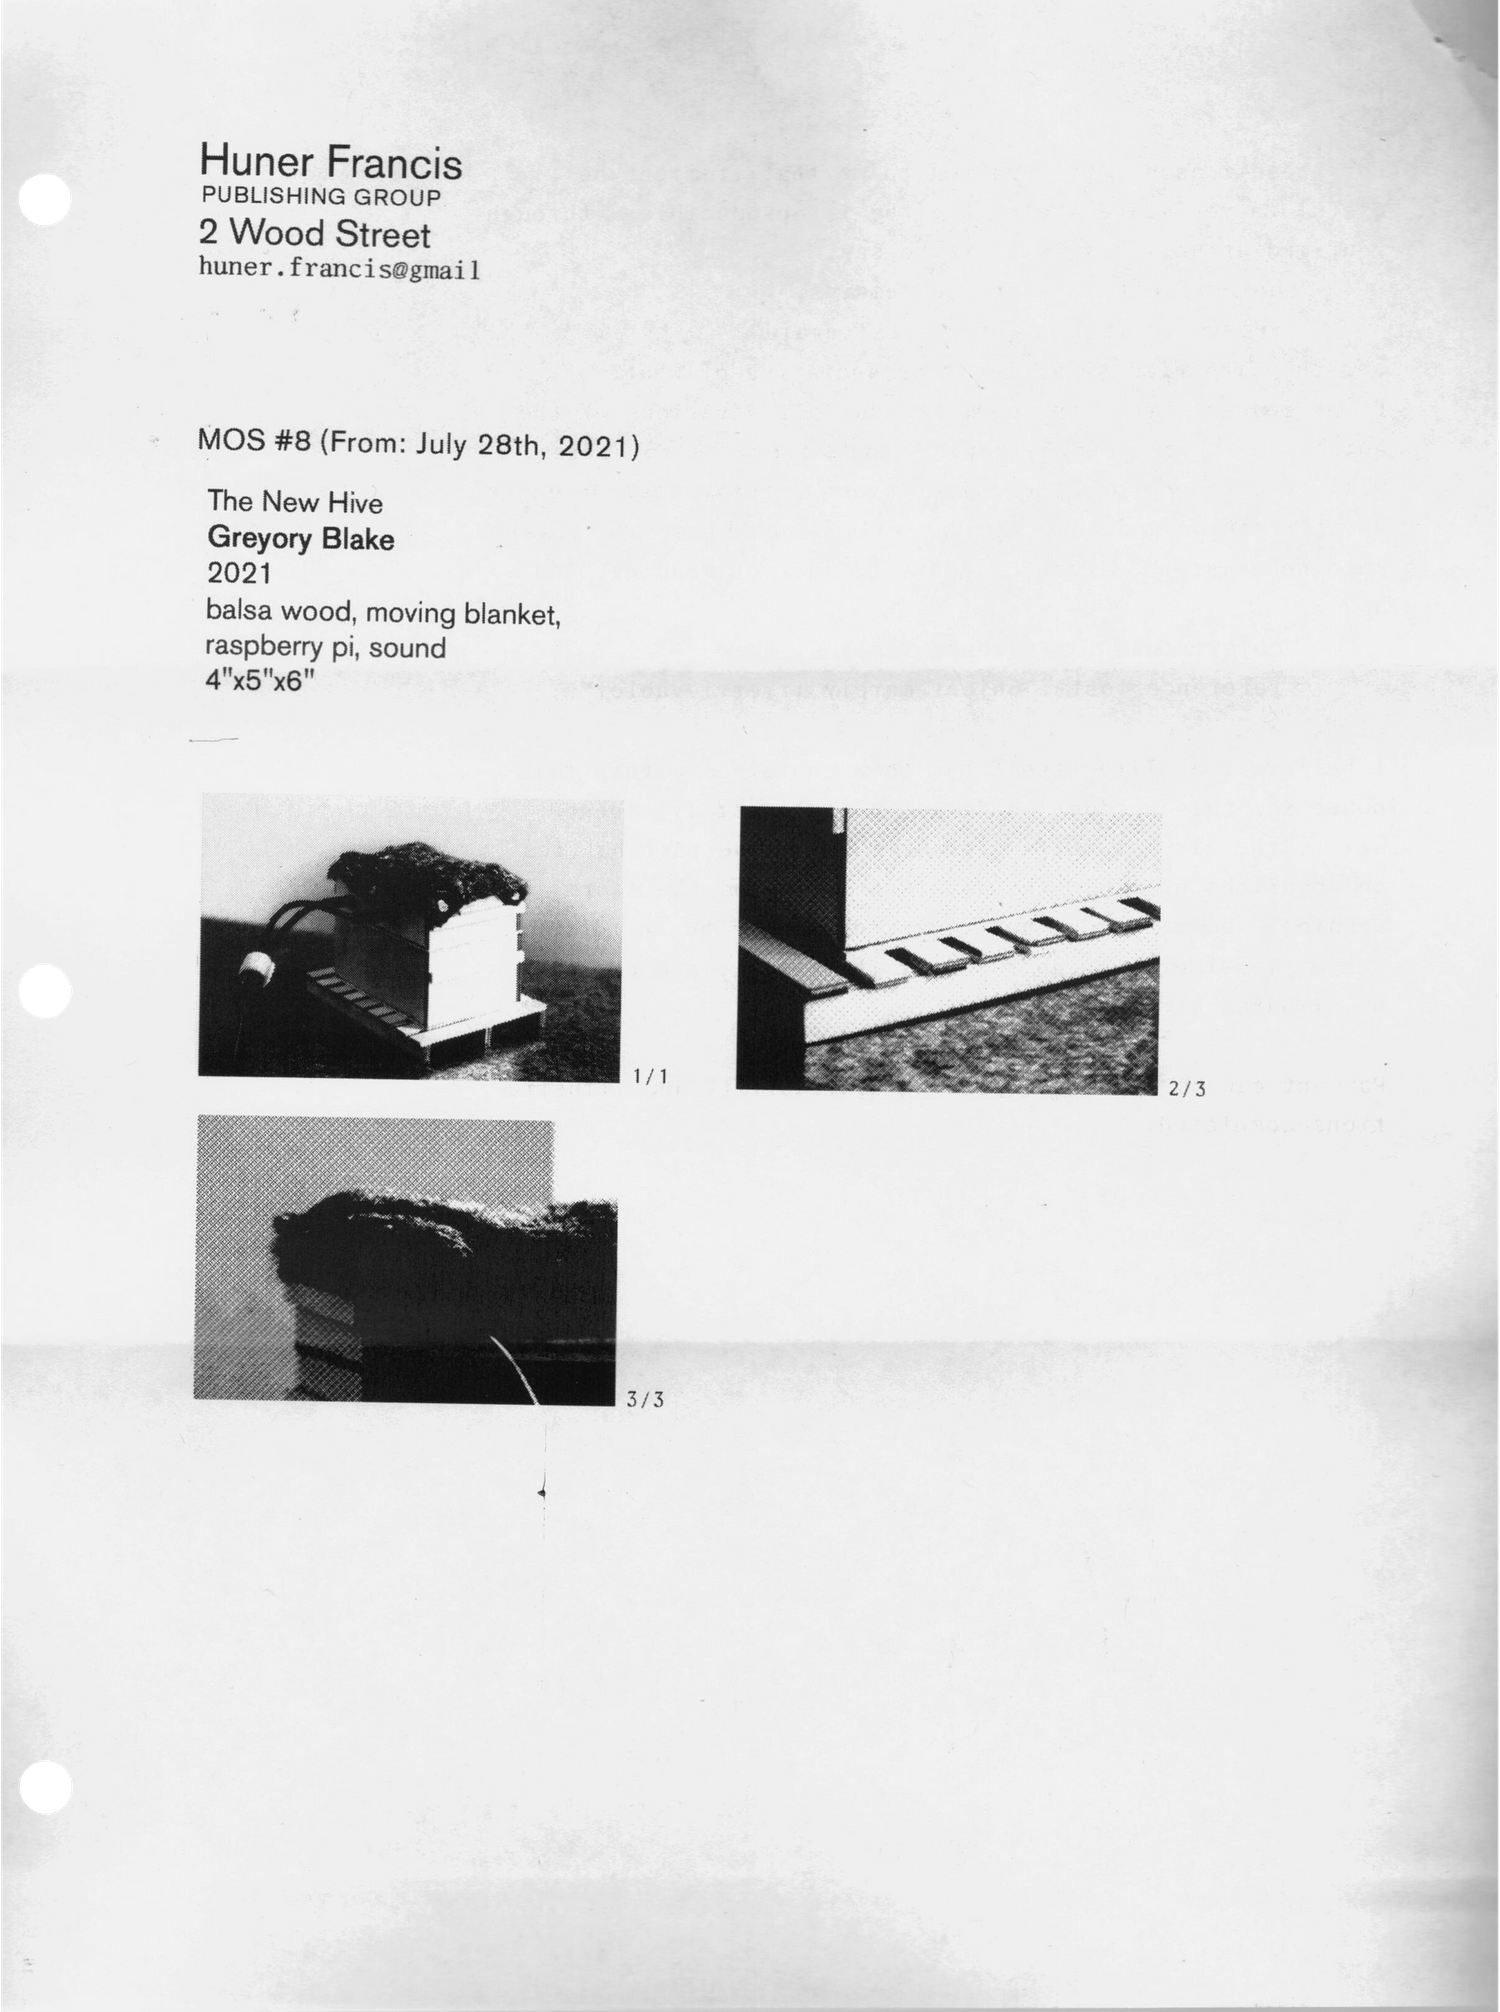 Huner Francis
PUBLISHING GROUP
2 Wood Street
huner.francis@gmail
MOS #8 (From: July 28th, 2021)
The New Hive
Greyory Blake
2021
balsa wood, moving blanket,
raspberry pi, sound
4"x5"x6"
1/1
2/3
3/3